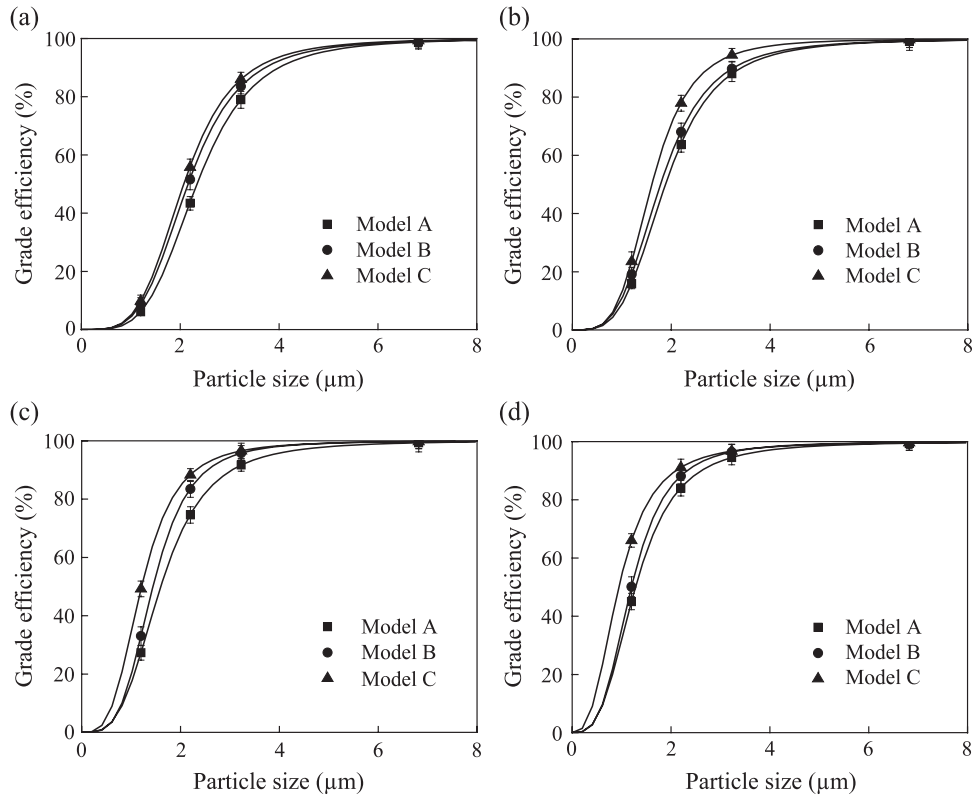 (a)
100
80
60
40
20
0
Grade efficiency (%)
Model A
Model B
Model C
0 2 4 6 8
Particle size (µm)
(b)
100
80
60
40
20
0
Grade efficiency (%)
Model A
Model B
Model C
0 2 4 6 8
Particle size (µm)
(c)
100
80
60
40
20
0
Grade efficiency (%)
Model A
Model B
Model C
0 2 4 6 8
Particle size (µm)
(d)
100
80
60
40
20
0
Grade efficiency (%)
Model A
Model B
Model C
0 2 4 6 8
Particle size (µm)